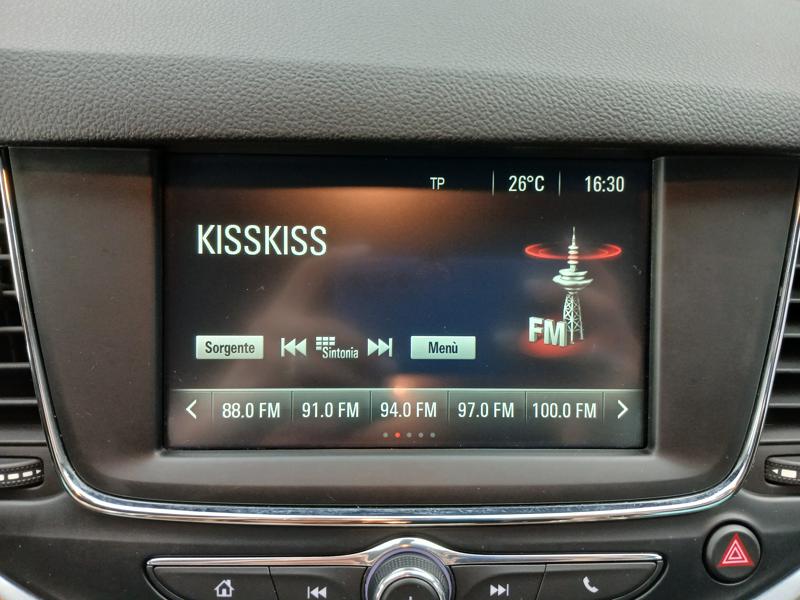 TP 26°C 16:30
KISSKISS
FM
Sorgente Sintonia Menù
88.0 FM 91.0 FM 94.0 FM 97.0 FM 100.0 FM